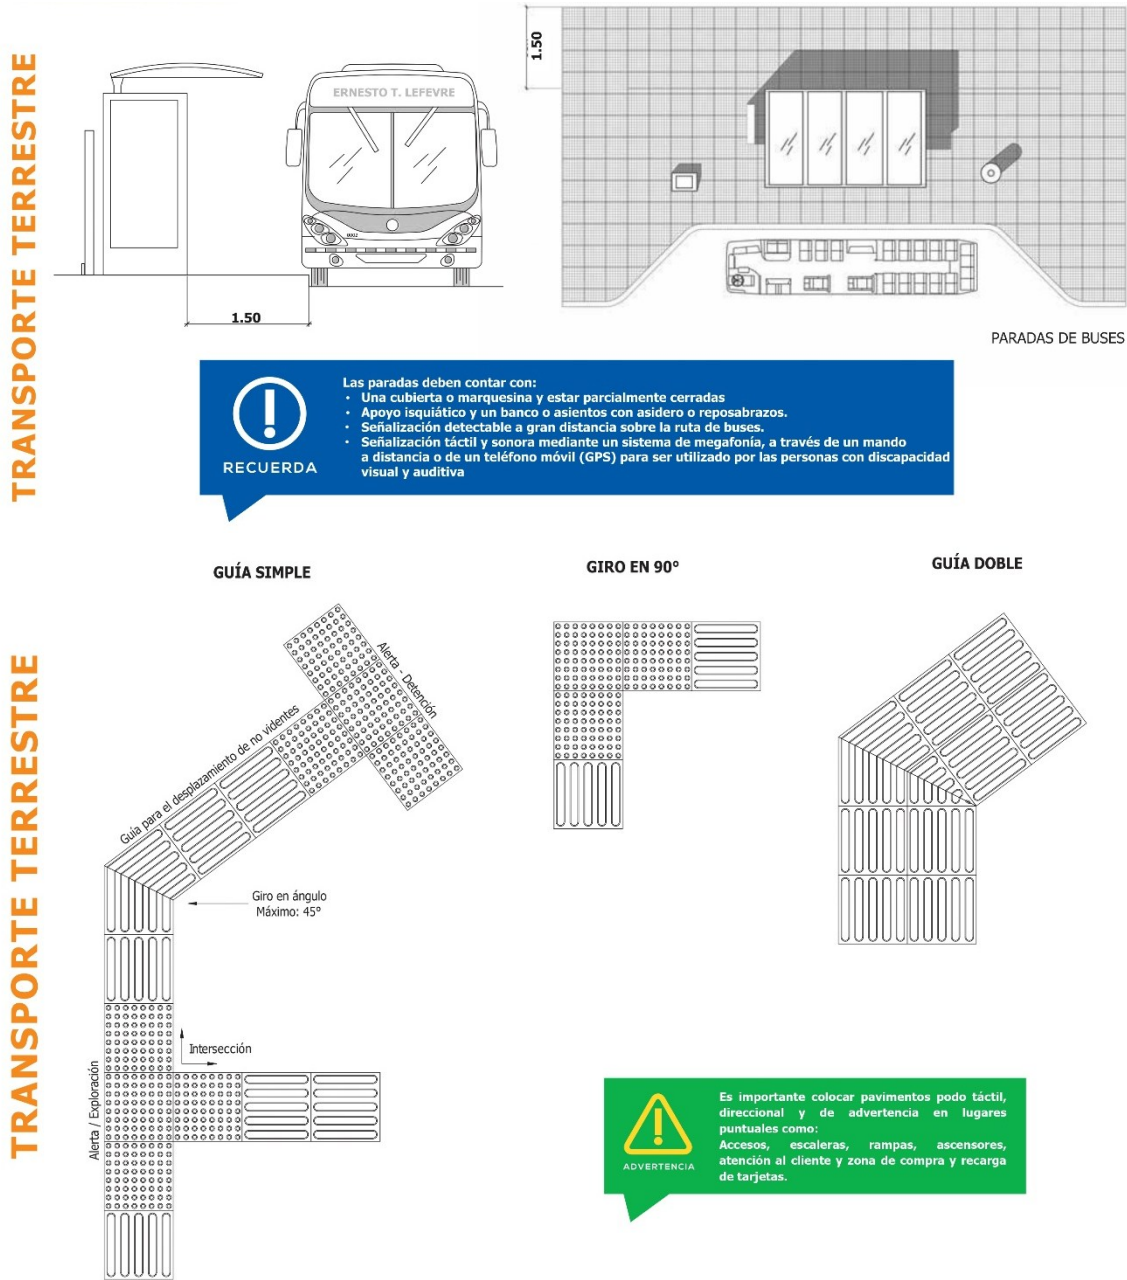 TRANSPORTE TERRESTRE
ERNESTO T. LEFEVRE
1.50
1.50
PARADAS DE BUSES
RECUERDA
Las paradas deben contar con:
• Una cubierta o marquesina y estar parcialmente cerradas
• Apoyo isquiático y un banco o asientos con asidero o reposabrazos.
• Señalización detectable a gran distancia sobre la ruta de buses.
• Señalización táctil y sonora mediante un sistema de megafonía, a través de un mando
a distancia o de un teléfono móvil (GPS) para ser utilizado por las personas con discapacidad
visual y auditiva
TRANSPORTE TERRESTRE
GUÍA SIMPLE
GIRO EN 90°
GUÍA DOBLE
Alerta - Detención
Guía para el desplazamiento de no videntes
Giro en ángulo
Máximo: 45°
Intersección
Alerta / Exploración
ADVERTENCIA
Es importante colocar pavimentos podo táctil,
direccional y de advertencia en lugares
puntuales como:
Accesos, escaleras, rampas, ascensores,
atención al cliente y zona de compra y recarga
de tarjetas.